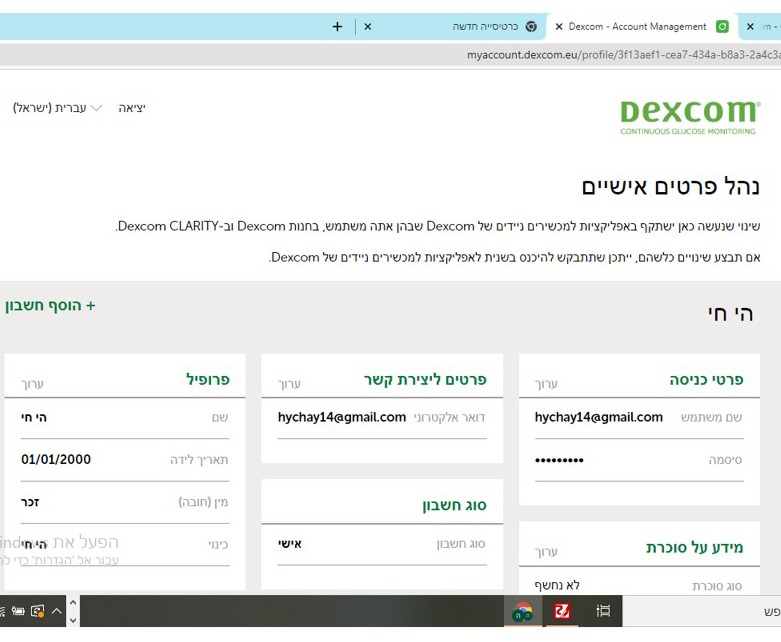 Dexcom - Account Management
כרטיסייה חדשה
myaccount.dexcom.eu/profile/3f13aef1-cea7-434a-b8a3-2a4c3a
Dexcom
CONTINUOUS GLUCOSE MONITORING
יציאה
עברית (ישראל)
נהל פרטים אישיים
שינוי שנעשה כאן ישתקף באפליקציות למכשירים ניידים של Dexcom שבהן אתה משתמש, בחנות Dexcom וב-Dexcom CLARITY.
אם תבצע שינויים כלשהם, ייתכן שתתבקש להיכנס בשנית לאפליקציות למכשירים ניידים של Dexcom.
הי חי
+ הוסף חשבון
פרטי כניסה
ערוך
שם משתמש hychay14@gmail.com
סיסמה •••••••••
מידע על סוכרת
ערוך
סוג סוכרת לא נחשף
פרטים ליצירת קשר
ערוך
דואר אלקטרוני hychay14@gmail.com
סוג חשבון
סוג חשבון אישי
פרופיל
ערוך
שם הי חי
תאריך לידה 01/01/2000
מין (חובה) זכר
כינוי הי חי
הפעל את
עבור אל 'הגדרות' כדי